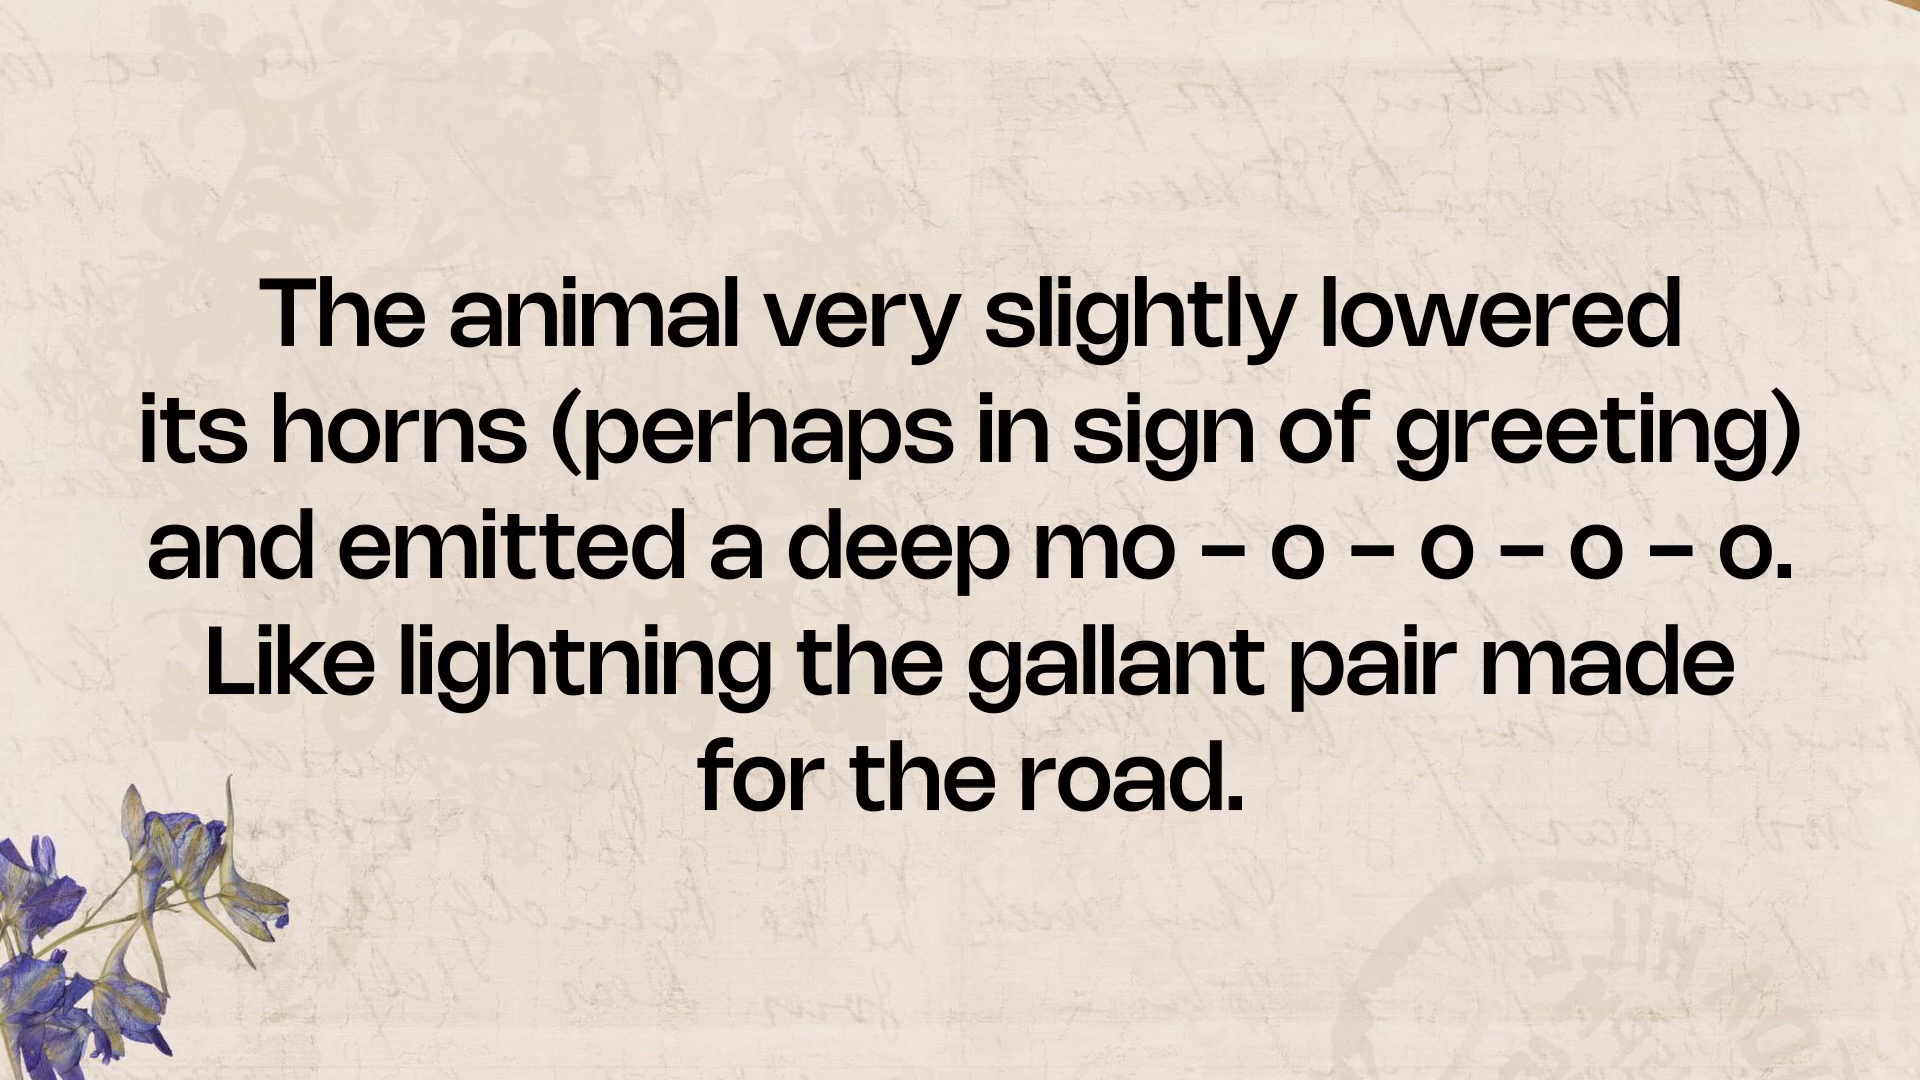 The animal very slightly lowered
its horns (perhaps in sign of greeting)
and emitted a deep mo – o – o – o – o.
Like lightning the gallant pair made
for the road.